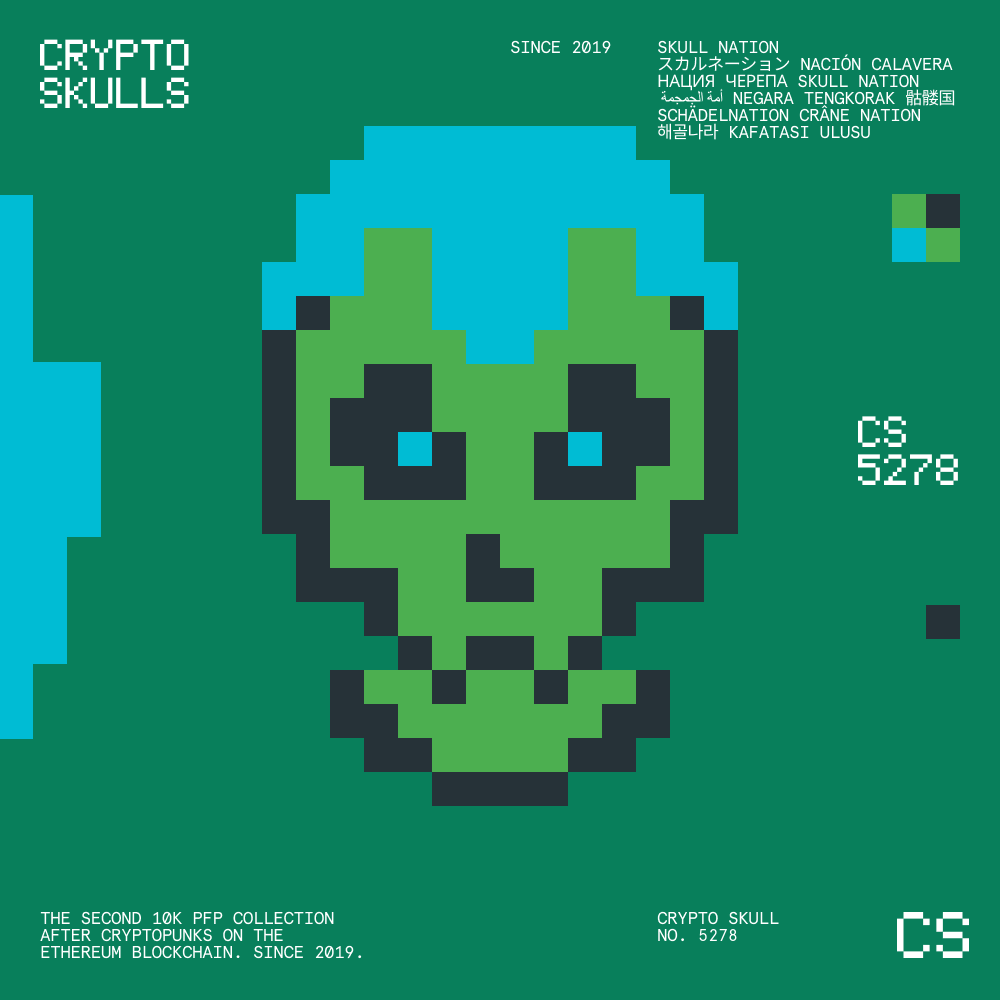 CRYPTO
SKULLS
SINCE 2019
SKULL NATION
スカルネーション NACIÓN CALAVERA
НАЦИЯ ЧЕРЕПА SKULL NATION
أمة الجمجمة NEGARA TENGKORAK 骷髅国
SCHÄDELNATION CRÂNE NATION
해골나라 KAFATASI ULUSU
CS
5278
THE SECOND 10K PFP COLLECTION
AFTER CRYPTOPUNKS ON THE
ETHEREUM BLOCKCHAIN. SINCE 2019.
CRYPTO SKULL
NO. 5278
CS